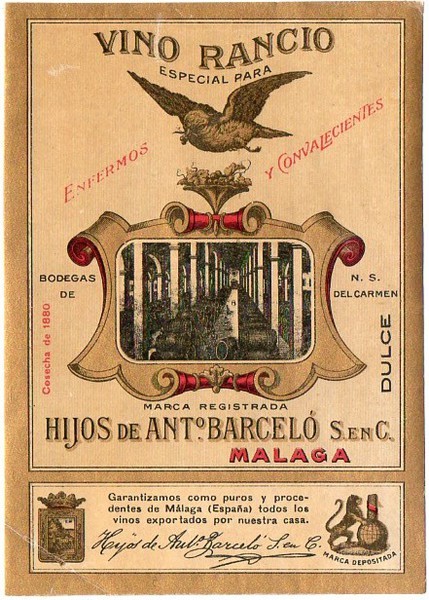 VINO RANCIO
ESPECIAL PARA
ENFERMOS
Y CONVALECIENTES
BODEGAS
DE
N. S.
DEL CARMEN
Cosecha de 1880
DULCE
MARCA REGISTRADA
HIJOS DE ANTº. BARCELÓ S. EN C.
MALAGA
Garantizamos como puros y proce-
dentes de Málaga (España) todos los
vinos exportados por nuestra casa.
Hijos de Antº. Barceló S. en C.
MARCA DEPOSITADA